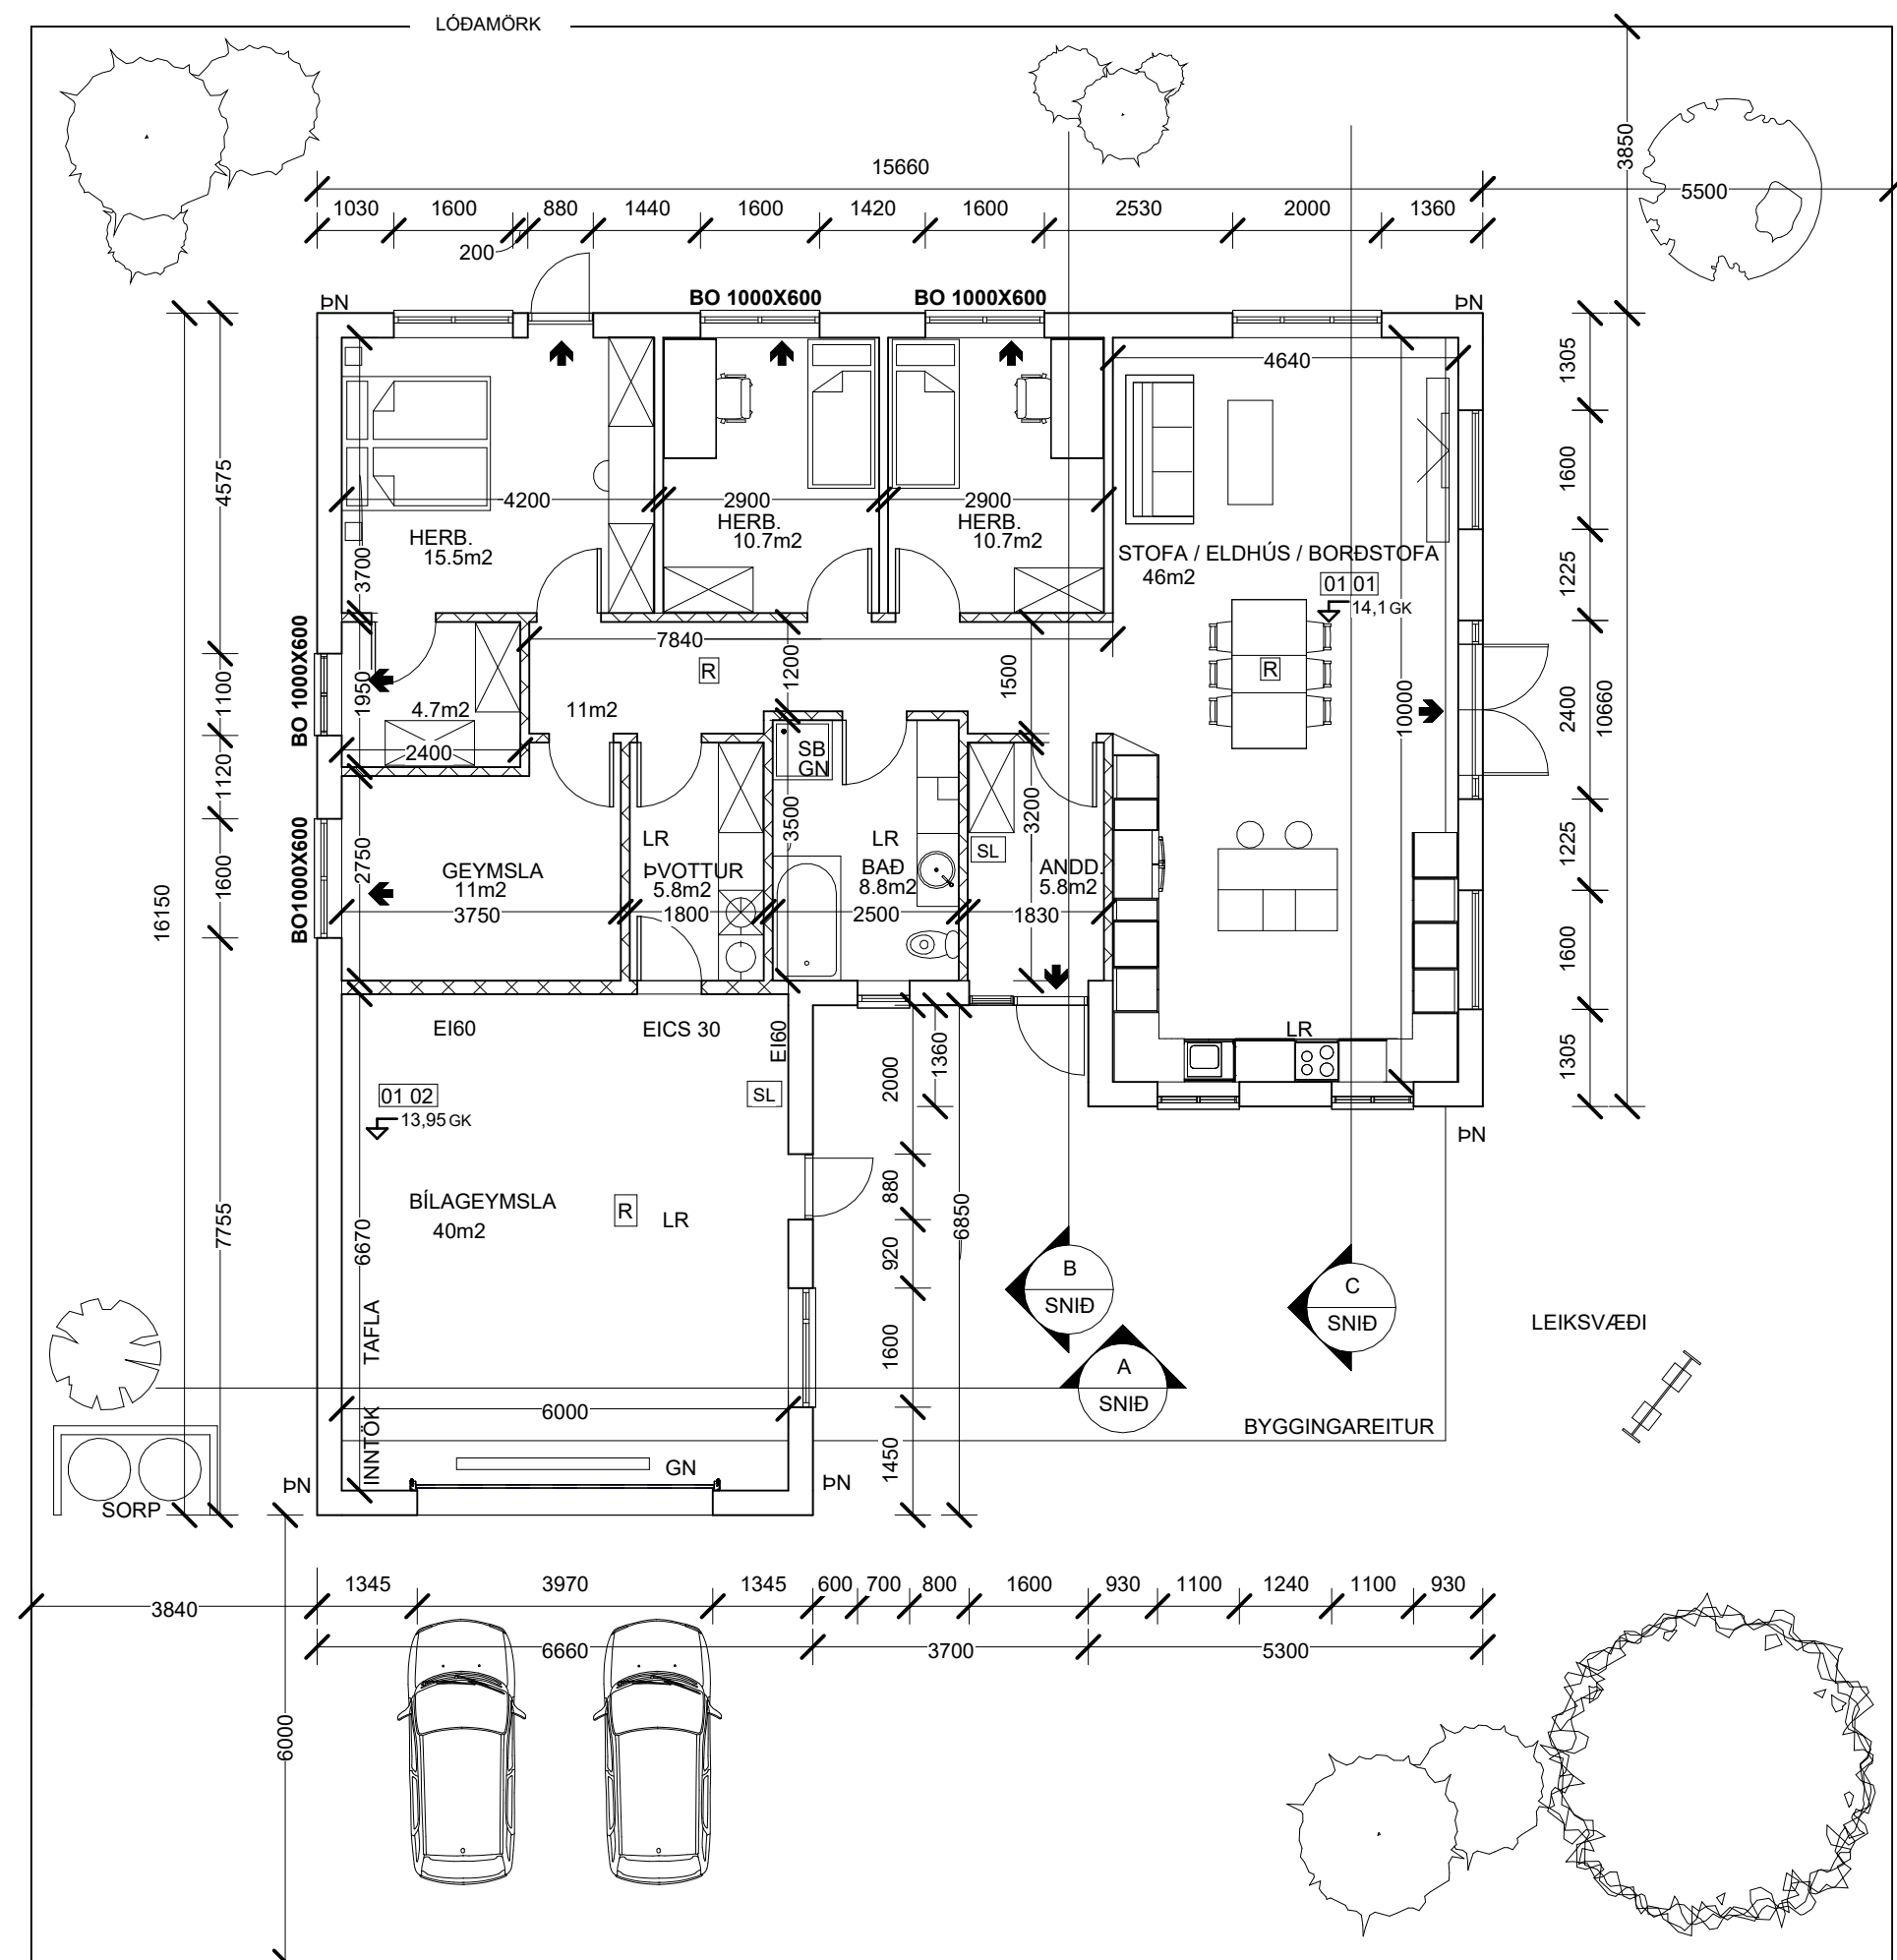 LÓÐAMÖRK
15660
3850
5500
1030 1600 880 1440 1600 1420 1600 2530 2000 1360
200
ÞN
BO 1000X600
BO 1000X600
ÞN
4640
1305
1600
1225
2400
1225
1600
1305
10660
4575
1100
1120
1600
7755
16150
4200
2900
2900
HERB.
15.5m2
HERB.
10.7m2
HERB.
10.7m2
STOFA / ELDHÚS / BORÐSTOFA
46m2
01 01
14,1 GK
3700
7840
R
1200
1500
R
10000
BO 1000X600
1950
4.7m2
11m2
2400
SB
GN
BO1000X600
2750
GEYMSLA
11m2
3750
LR
ÞVOTTUR
5.8m2
1800
3500
LR
BAÐ
8.8m2
2500
3200
SL
ANDD.
5.8m2
1830
LR
EI60
EICS 30
EI60
SL
01 02
13,95 GK
1360
2000
880
920
1600
1450
6850
ÞN
BÍLAGEYMSLA
40m2
R
LR
6670
TAFLA
INNTÖK
6000
GN
B
SNIÐ
C
SNIÐ
A
SNIÐ
LEIKSVÆÐI
BYGGINGAREITUR
SORP
ÞN
ÞN
1345 3970 1345 600 700 800 1600 930 1100 1240 1100 930
3840
6660 3700 5300
6000